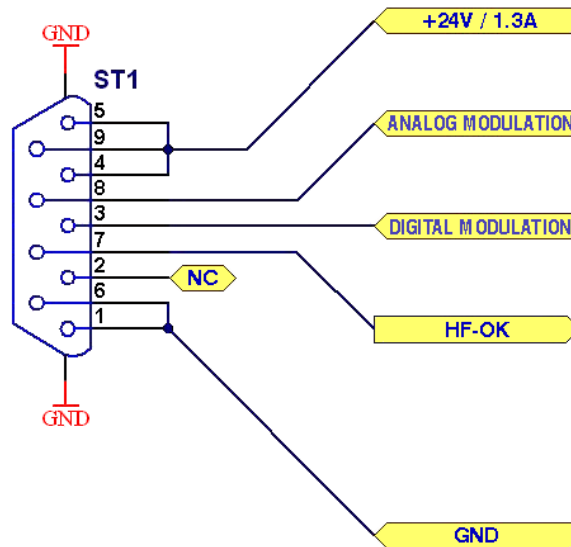 GND
+24V / 1.3A
ST1
5
9
4
8
3
7
2
6
1
ANALOG MODULATION
DIGITAL MODULATION
NC
HF-OK
GND
GND